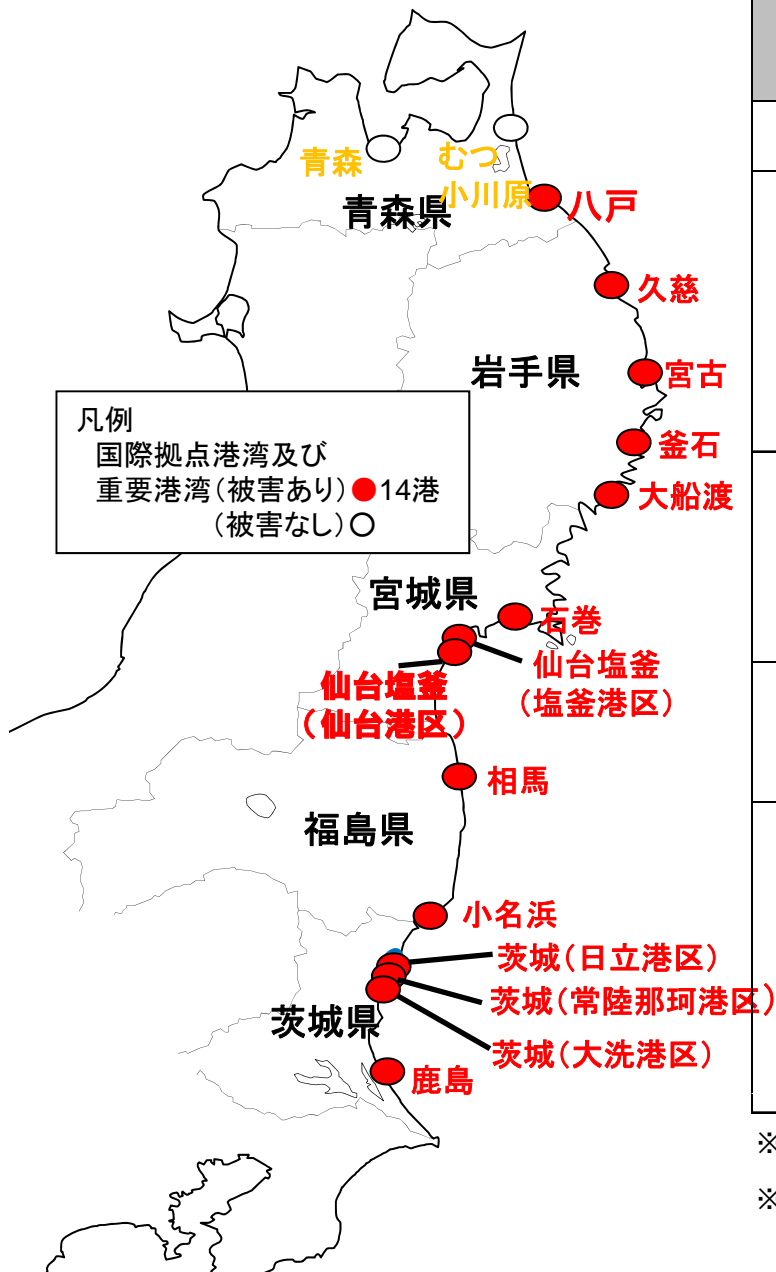 青森
むつ
小川原
青森県
八戸
久慈
岩手県
宮古
凡例
国際拠点港湾及び
重要港湾(被害あり)●14港
(被害なし)○
釜石
大船渡
宮城県
石巻
仙台塩釜
(塩釜港区)
仙台塩釜
(仙台港区)
相馬
福島県
小名浜
茨城(日立港区)
茨城(常陸那珂港区)
茨城県
茨城(大洗港区)
鹿島
※
※